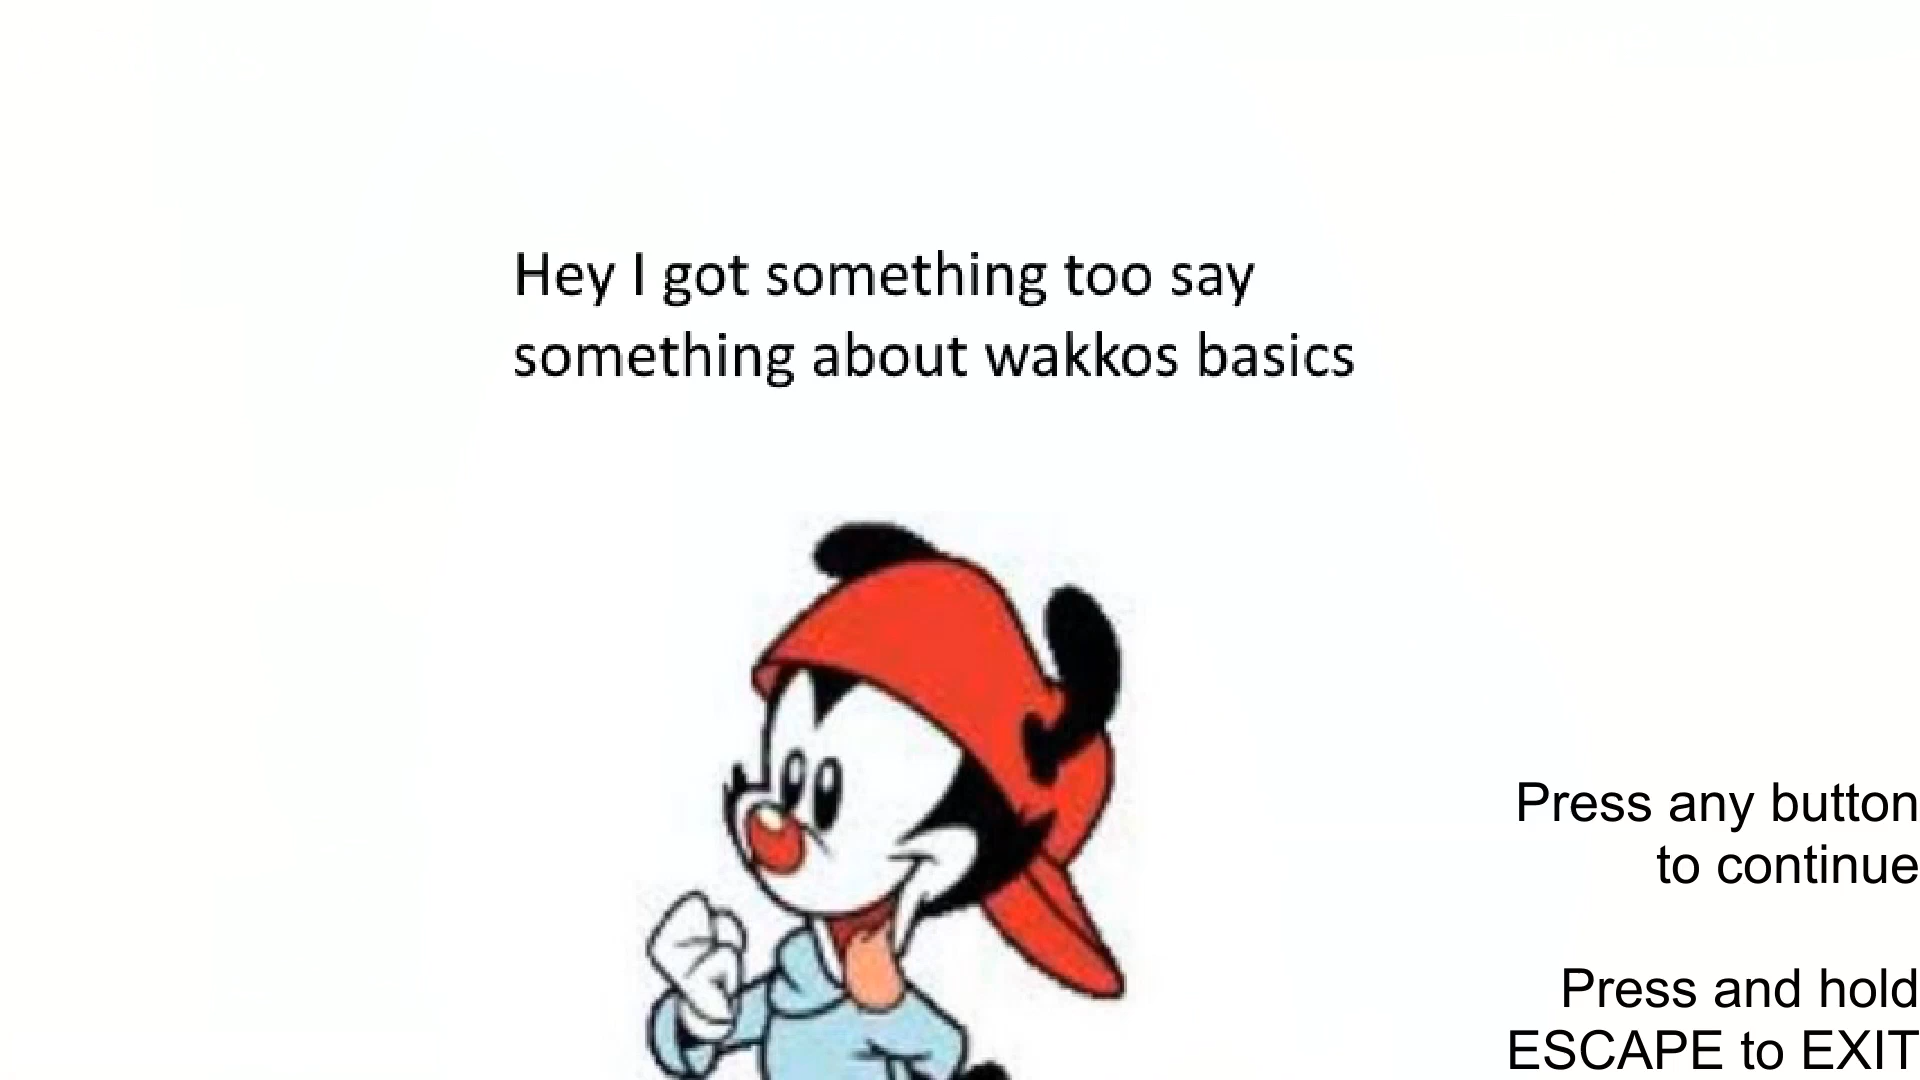 Hey I got something too say
something about wakkos basics
Press any button
to continue
Press and hold
ESCAPE to EXIT